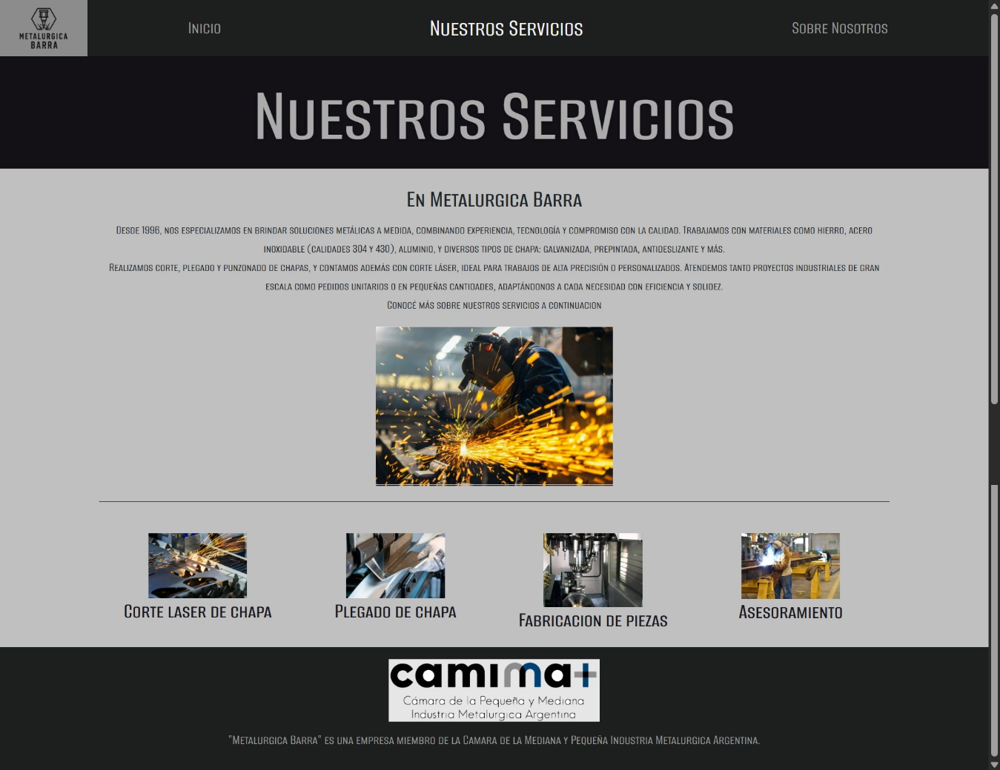 METALURGICA
BARRA
Inicio
Nuestros Servicios
Sobre Nosotros
Nuestros Servicios
En Metalurgica Barra
Desde 1996, nos especializamos en brindar soluciones metálicas a medida, combinando experiencia, tecnología y compromiso con la calidad. Trabajamos con materiales como hierro, acero
inoxidable (calidades 304 y 430), aluminio, y diversos tipos de chapa: galvanizada, prepintada, antideslizante y más.
Realizamos corte, plegado y punzonado de chapas, y contamos además con corte láser, ideal para trabajos de alta precisión o personalizados. Atendemos tanto proyectos industriales de gran
escala como pedidos unitarios o en pequeñas cantidades, adaptándonos a cada necesidad con eficiencia y solidez.
Conocé más sobre nuestros servicios a continuacion
Corte laser de chapa
Plegado de chapa
Fabricacion de piezas
Asesoramiento
camima+
Cámara de la Pequeña y Mediana
Industria Metalurgica Argentina
"Metalurgica Barra" es una empresa miembro de la Camara de la Mediana y Pequeña Industria Metalurgica Argentina.